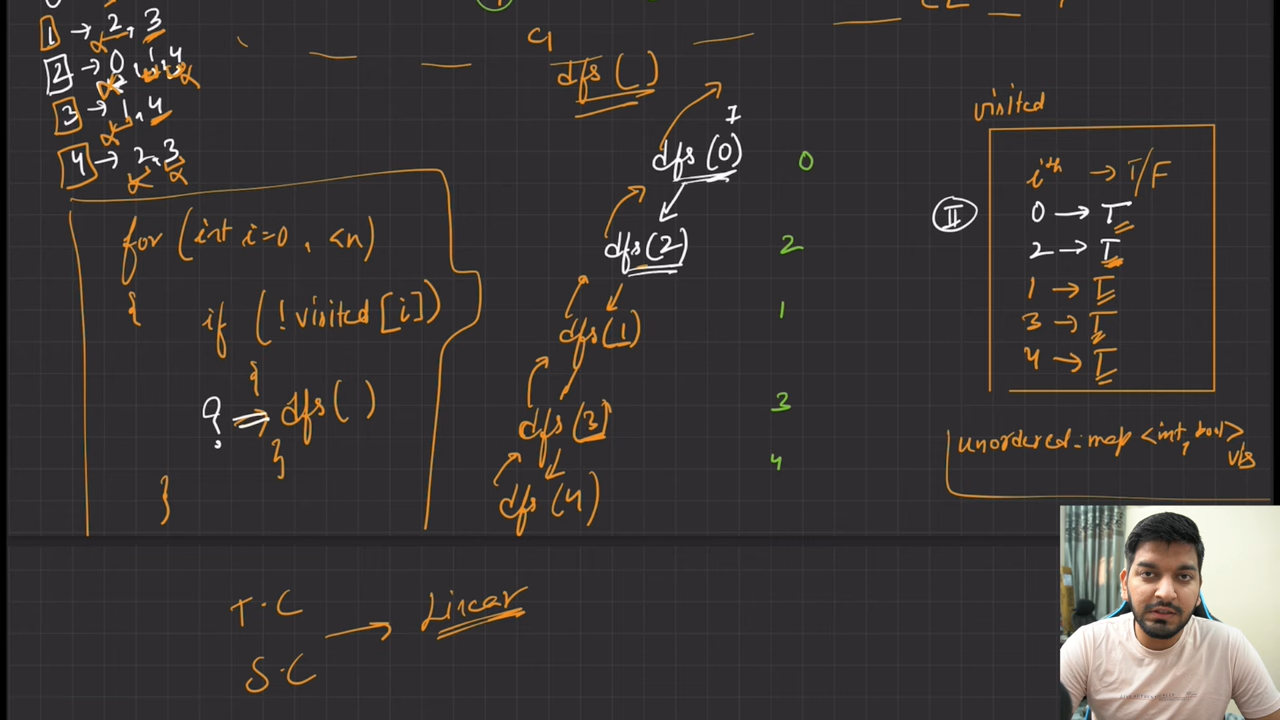 1 → 2, 3
2 → 0, 1, 4
3 → 1, 4
4 → 2, 3
for (int i=0, <n)
{
if (! visited [i])
{
? ⇒ dfs ( )
}
}
dfs ( )
dfs (0)
dfs (2)
dfs (1)
dfs (3)
dfs (4)
0
2
1
3
4
visited
II
ith → T/F
0 → T
2 → T
1 → T
3 → T
4 → T
unordered_map <int, bool>
vis
T.C
S.C
→ Linear